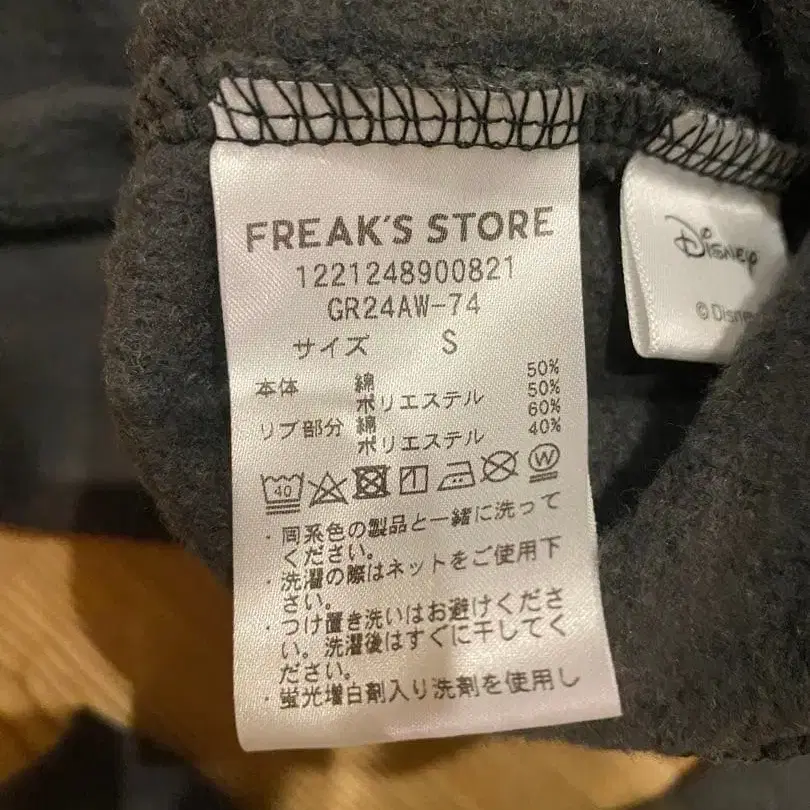 FREAK'S STORE
1221248900821
GR24AW-74
サイズ S
本体 綿 50%
ポリエステル 50%
リブ部分 綿 60%
ポリエステル 40%
40
W
・同系色の製品と一緒に洗って
ください。
・洗濯の際はネットをご使用下
さい。
・つけ置き洗いはお避けくださ
い。洗濯後はすぐに干してく
ださい。
・蛍光増白剤入り洗剤を使用し
Disney
© Disney